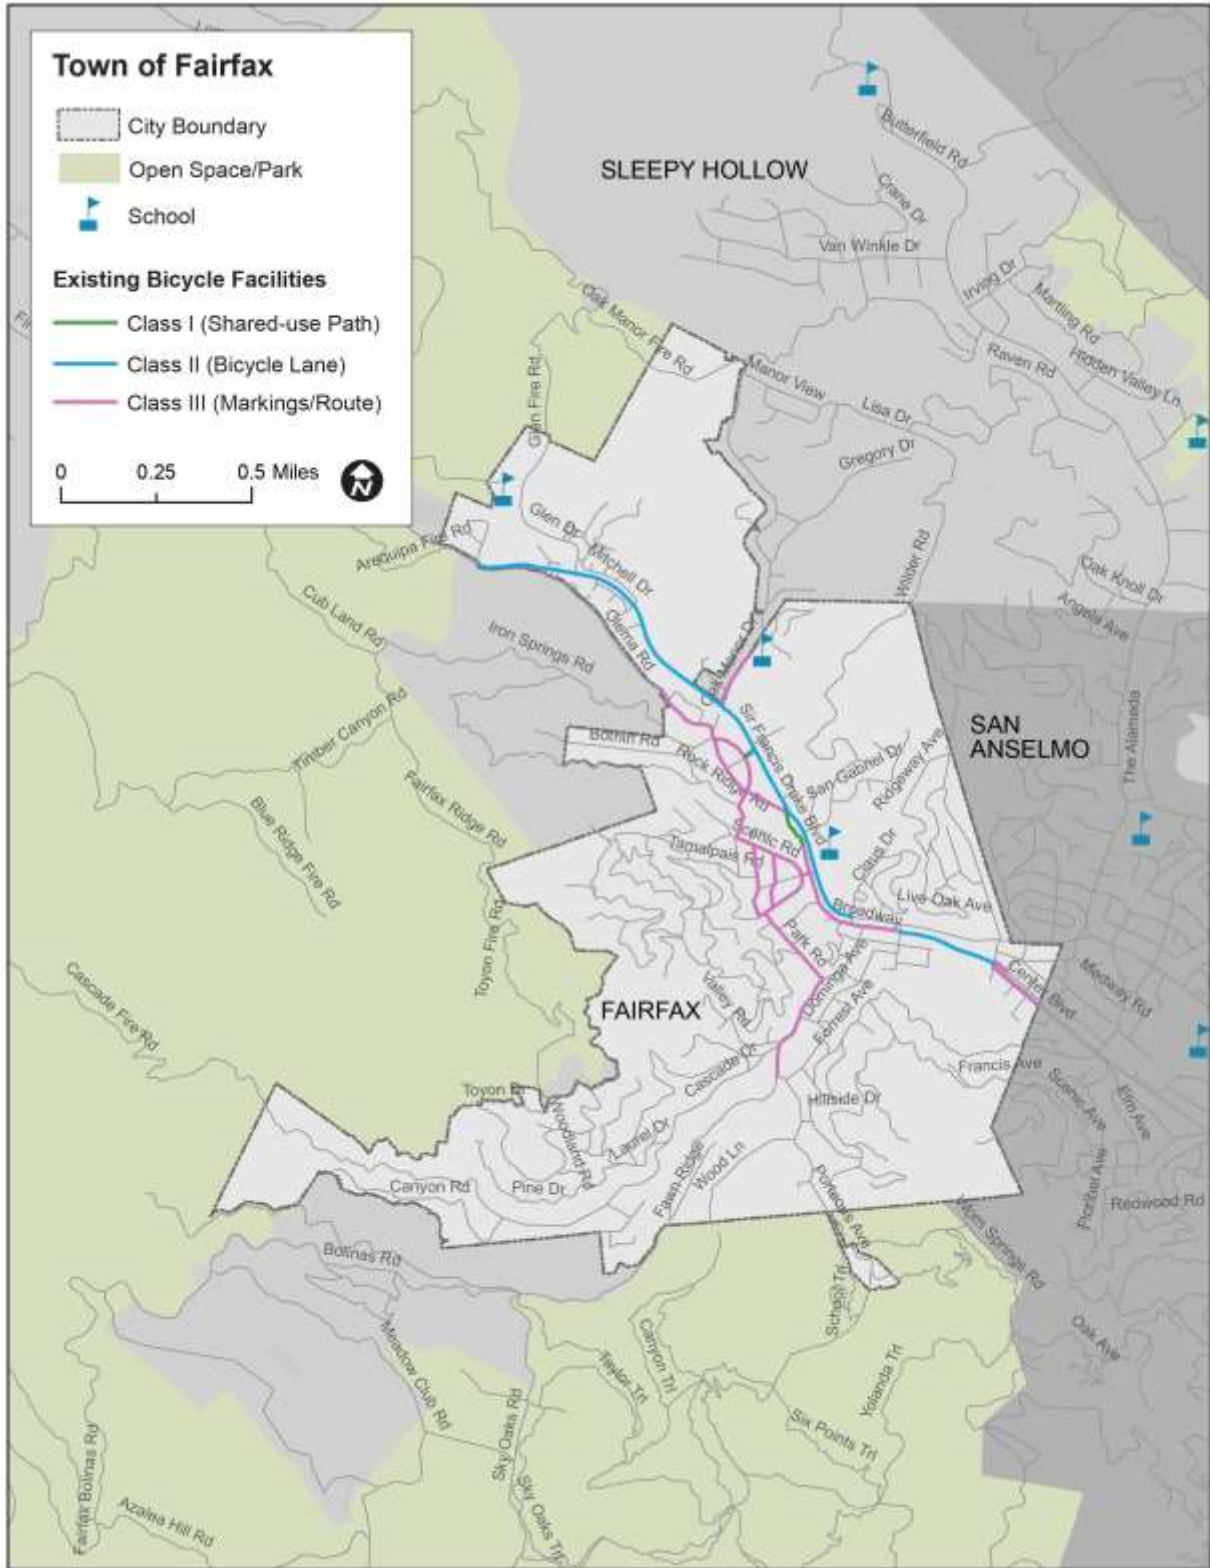 Town of Fairfax
City Boundary
Open Space/Park
School
Existing Bicycle Facilities
Class I (Shared-use Path)
Class II (Bicycle Lane)
Class III (Markings/Route)
0 0.25 0.5 Miles
N
SLEEPY HOLLOW
Butterfield Rd
Crane Dr
Van Winkle Dr
Irving Dr
Martling Rd
Oak Manor Fire Rd
Raven Rd
Hidden Valley Ln
Manor View
Lisa Dr
Gregory Dr
Glen Fire Rd
Glen Dr
Mitchell Dr
Arequipa Fire Rd
Wilder Rd
Oak Knoll Dr
Angela Ave
Cub Land Rd
Iron Springs Rd
Olema Rd
Oak Manor Dr
SAN
ANSELMO
The Alameda
Timber Canyon Rd
Bothin Rd
Rock Ridge Rd
Sir Francis Drake Blvd
San Gabriel Dr
Ridgeway Ave
Fairfax Ridge Rd
Blue Ridge Fire Rd
Scenic Rd
Tamalpais Rd
Claus Dr
Live Oak Ave
Broadway
Toyon Fire Rd
Park Rd
Dominga Ave
Forrest Ave
Valley Rd
Center Blvd
Medway Rd
Cascade Fire Rd
FAIRFAX
Cascade Dr
Francis Ave
Scenic Ave
Elm Ave
Hillside Dr
Woodland Rd
Laurel Dr
Fawn Ridge
Wood Ln
Canyon Rd
Pine Dr
Porteous Ave
Redwood Rd
Bolinas Rd
School Trl
Oak Ave
Meadow Club Rd
Canyon Trl
Taylor Trl
Yolanda Trl
Six Points Trl
Sky Oaks Rd
Sky Oaks Trl
Fairfax Bolinas Rd
Azalea Hill Rd